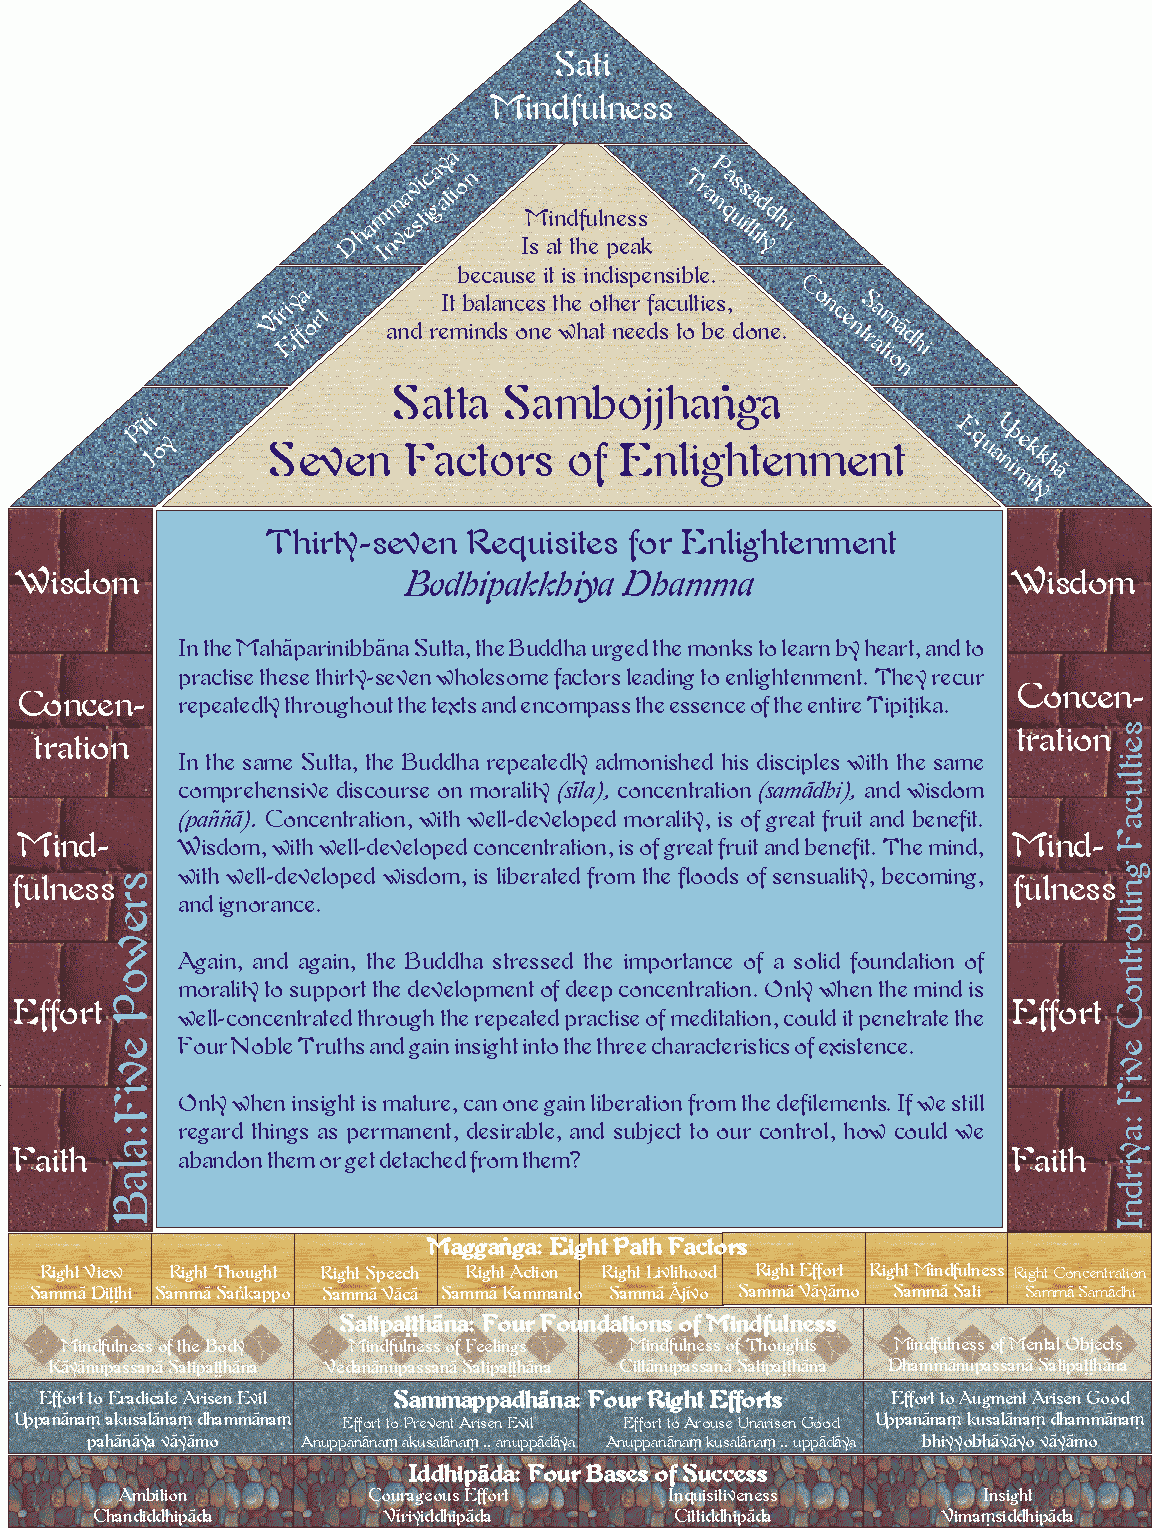 Sati
Mindfulness
Dhammavicaya
Investigation
Passaddhi
Tranquillity
Viriya
Effort
Samādhi
Concentration
Pīti
Joy
Upekkhā
Equanimity
Mindfulness
Is at the peak
because it is indispensible.
It balances the other faculties,
and reminds one what needs to be done.
Satta Sambojjhaṅga
Seven Factors of Enlightenment
Wisdom
Concen-
tration
Mind-
fulness
Effort
Faith
Bala:Five Powers
Thirty-seven Requisites for Enlightenment
Bodhipakkhiya Dhamma
In the Mahāparinibbāna Sutta, the Buddha urged the monks to learn by heart, and to
practise these thirty-seven wholesome factors leading to enlightenment. They recur
repeatedly throughout the texts and encompass the essence of the entire Tipiṭika.
In the same Sutta, the Buddha repeatedly admonished his disciples with the same
comprehensive discourse on morality (sīla), concentration (samādhi), and wisdom
(paññā). Concentration, with well-developed morality, is of great fruit and benefit.
Wisdom, with well-developed concentration, is of great fruit and benefit. The mind,
with well-developed wisdom, is liberated from the floods of sensuality, becoming,
and ignorance.
Again, and again, the Buddha stressed the importance of a solid foundation of
morality to support the development of deep concentration. Only when the mind is
well-concentrated through the repeated practise of meditation, could it penetrate the
Four Noble Truths and gain insight into the three characteristics of existence.
Only when insight is mature, can one gain liberation from the defilements. If we still
regard things as permanent, desirable, and subject to our control, how could we
abandon them or get detached from them?
Wisdom
Concen-
tration
Mind-
fulness
Effort
Faith
Indriya: Five Controlling Faculties
Maggaṅga: Eight Path Factors
Right View
Sammā Diṭṭhi
Right Thought
Sammā Saṅkappo
Right Speech
Sammā Vācā
Right Action
Sammā Kammanto
Right Livlihood
Sammā Ājīvo
Right Effort
Sammā Vāyāmo
Right Mindfulness
Sammā Sati
Right Concentration
Sammā Samādhi
Satipaṭṭhāna: Four Foundations of Mindfulness
Mindfulness of the Body
Kāyānupassanā Satipaṭṭhāna
Mindfulness of Feelings
Vedanānupassanā Satipaṭṭhāna
Mindfulness of Thoughts
Cittānupassanā Satipaṭṭhāna
Mindfulness of Mental Objects
Dhammānupassanā Satipaṭṭhāna
Sammappadhāna: Four Right Efforts
Effort to Eradicate Arisen Evil
Uppanānaṃ akusalānaṃ dhammānaṃ
pahānāya vāyāmo
Effort to Prevent Arisen Evil
Anuppanānaṃ akusalānaṃ .. anuppādāya
Effort to Arouse Unarisen Good
Anuppanānaṃ kusalānaṃ .. uppādāya
Effort to Augment Arisen Good
Uppanānaṃ kusalānaṃ dhammānaṃ
bhiyyobhāvāyo vāyāmo
Iddhipāda: Four Bases of Success
Ambition
Chandiddhipāda
Courageous Effort
Viriyiddhipāda
Inquisitiveness
Cittiddhipāda
Insight
Vimaṃsiddhipāda